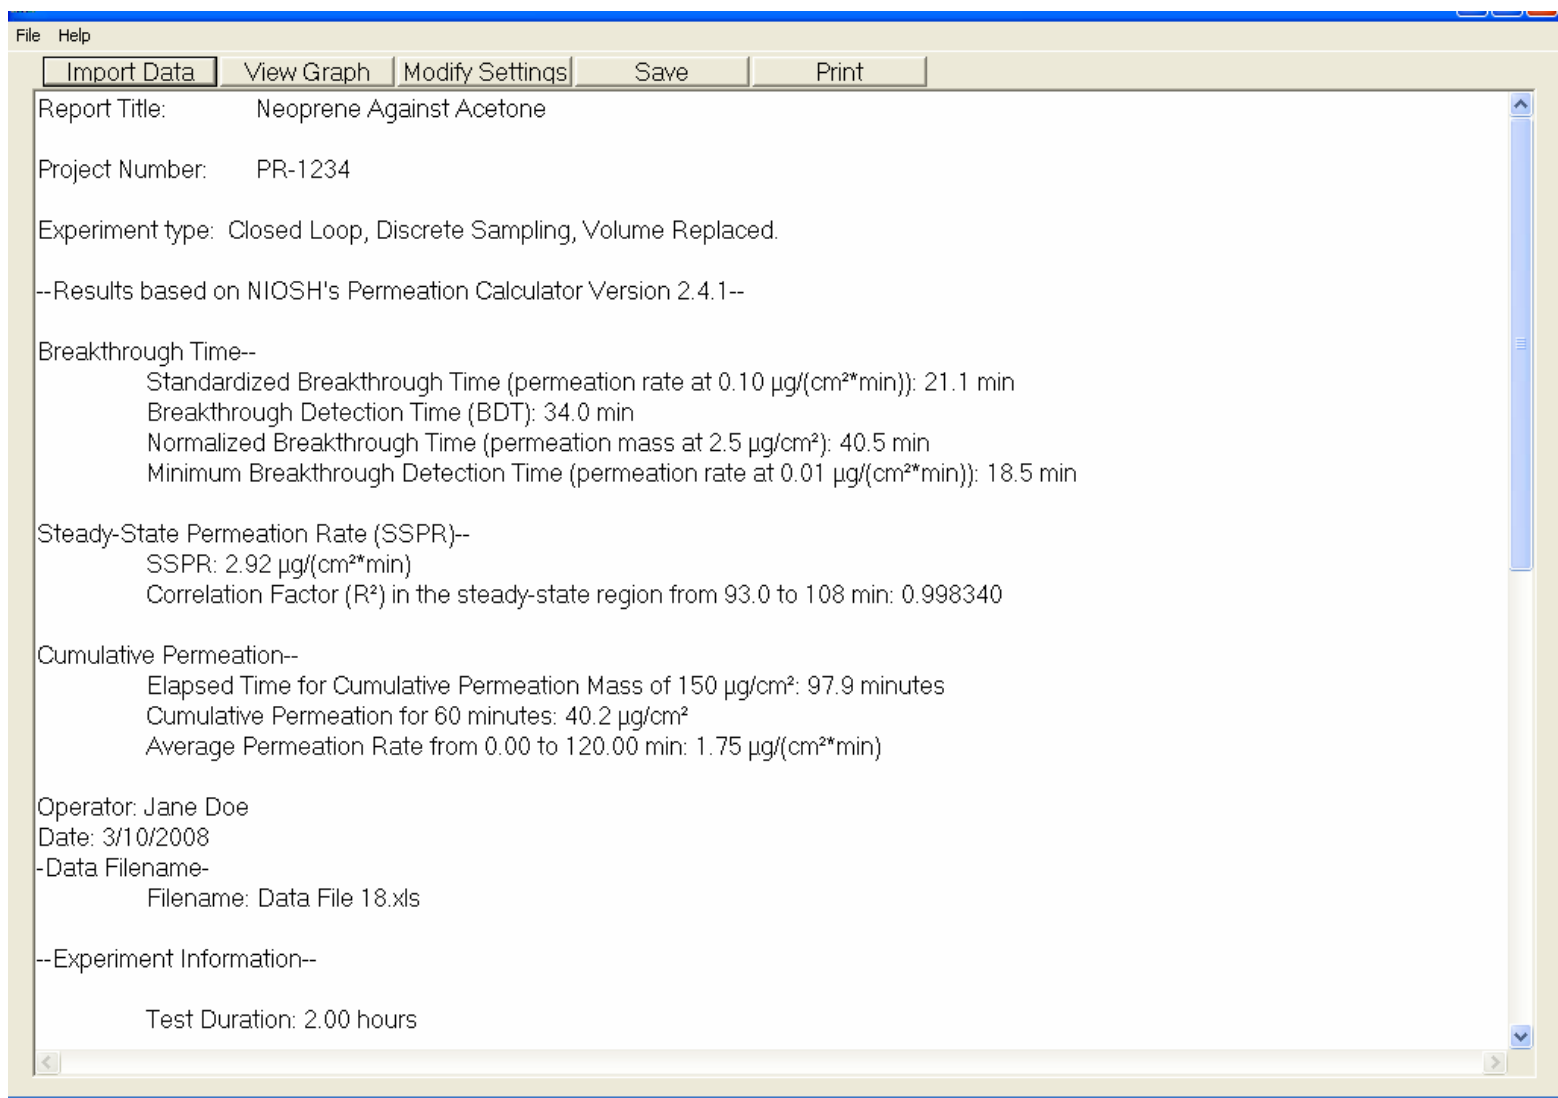 File Help
Import Data View Graph Modify Settings Save Print
Report Title: Neoprene Against Acetone
Project Number: PR-1234
Experiment type: Closed Loop, Discrete Sampling, Volume Replaced.
--Results based on NIOSH's Permeation Calculator Version 2.4.1--
Breakthrough Time--
Standardized Breakthrough Time (permeation rate at 0.10 µg/(cm²*min)): 21.1 min
Breakthrough Detection Time (BDT): 34.0 min
Normalized Breakthrough Time (permeation mass at 2.5 µg/cm²): 40.5 min
Minimum Breakthrough Detection Time (permeation rate at 0.01 µg/(cm²*min)): 18.5 min
Steady-State Permeation Rate (SSPR)--
SSPR: 2.92 µg/(cm²*min)
Correlation Factor (R²) in the steady-state region from 93.0 to 108 min: 0.998340
Cumulative Permeation--
Elapsed Time for Cumulative Permeation Mass of 150 µg/cm²: 97.9 minutes
Cumulative Permeation for 60 minutes: 40.2 µg/cm²
Average Permeation Rate from 0.00 to 120.00 min: 1.75 µg/(cm²*min)
Operator: Jane Doe
Date: 3/10/2008
-Data Filename-
Filename: Data File 18.xls
--Experiment Information--
Test Duration: 2.00 hours